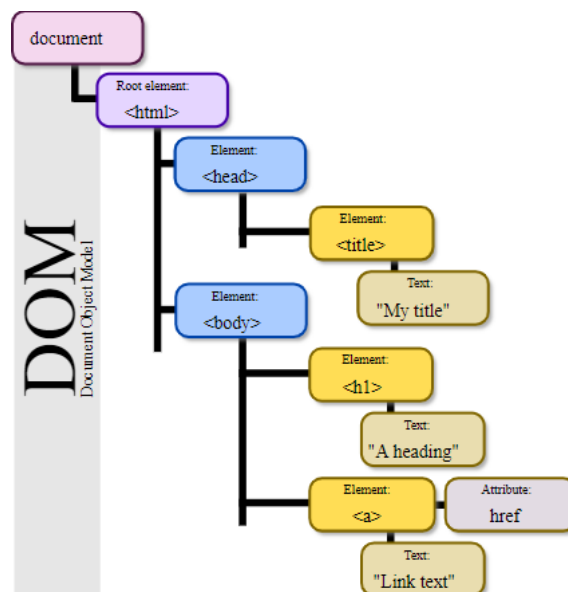 document
Root element:
<html>
Element:
<head>
Element:
<title>
Text:
"My title"
Element:
<body>
Element:
<h1>
Text:
"A heading"
Element:
<a>
Attribute:
href
Text:
"Link text"
DOM
Document Object Model